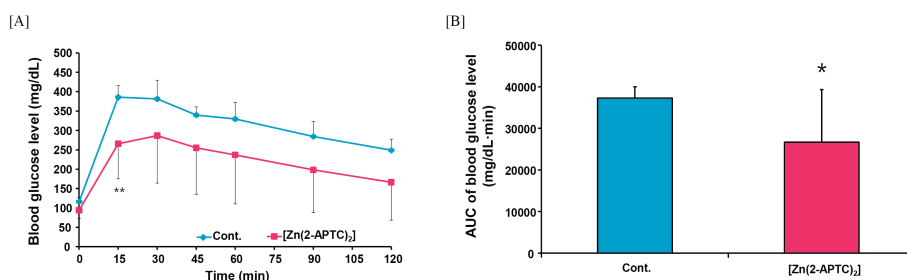 [A]
[B]
Blood glucose level (mg/dL)
500
450
400
350
300
250
200
150
100
50
0
**
Cont.
[Zn(2-APTC)₂]
0 15 30 45 60 75 90 105 120
Time (min)
AUC of blood glucose level
(mg/dL·min)
50000
40000
30000
20000
10000
0
*
Cont.
[Zn(2-APTC)₂]